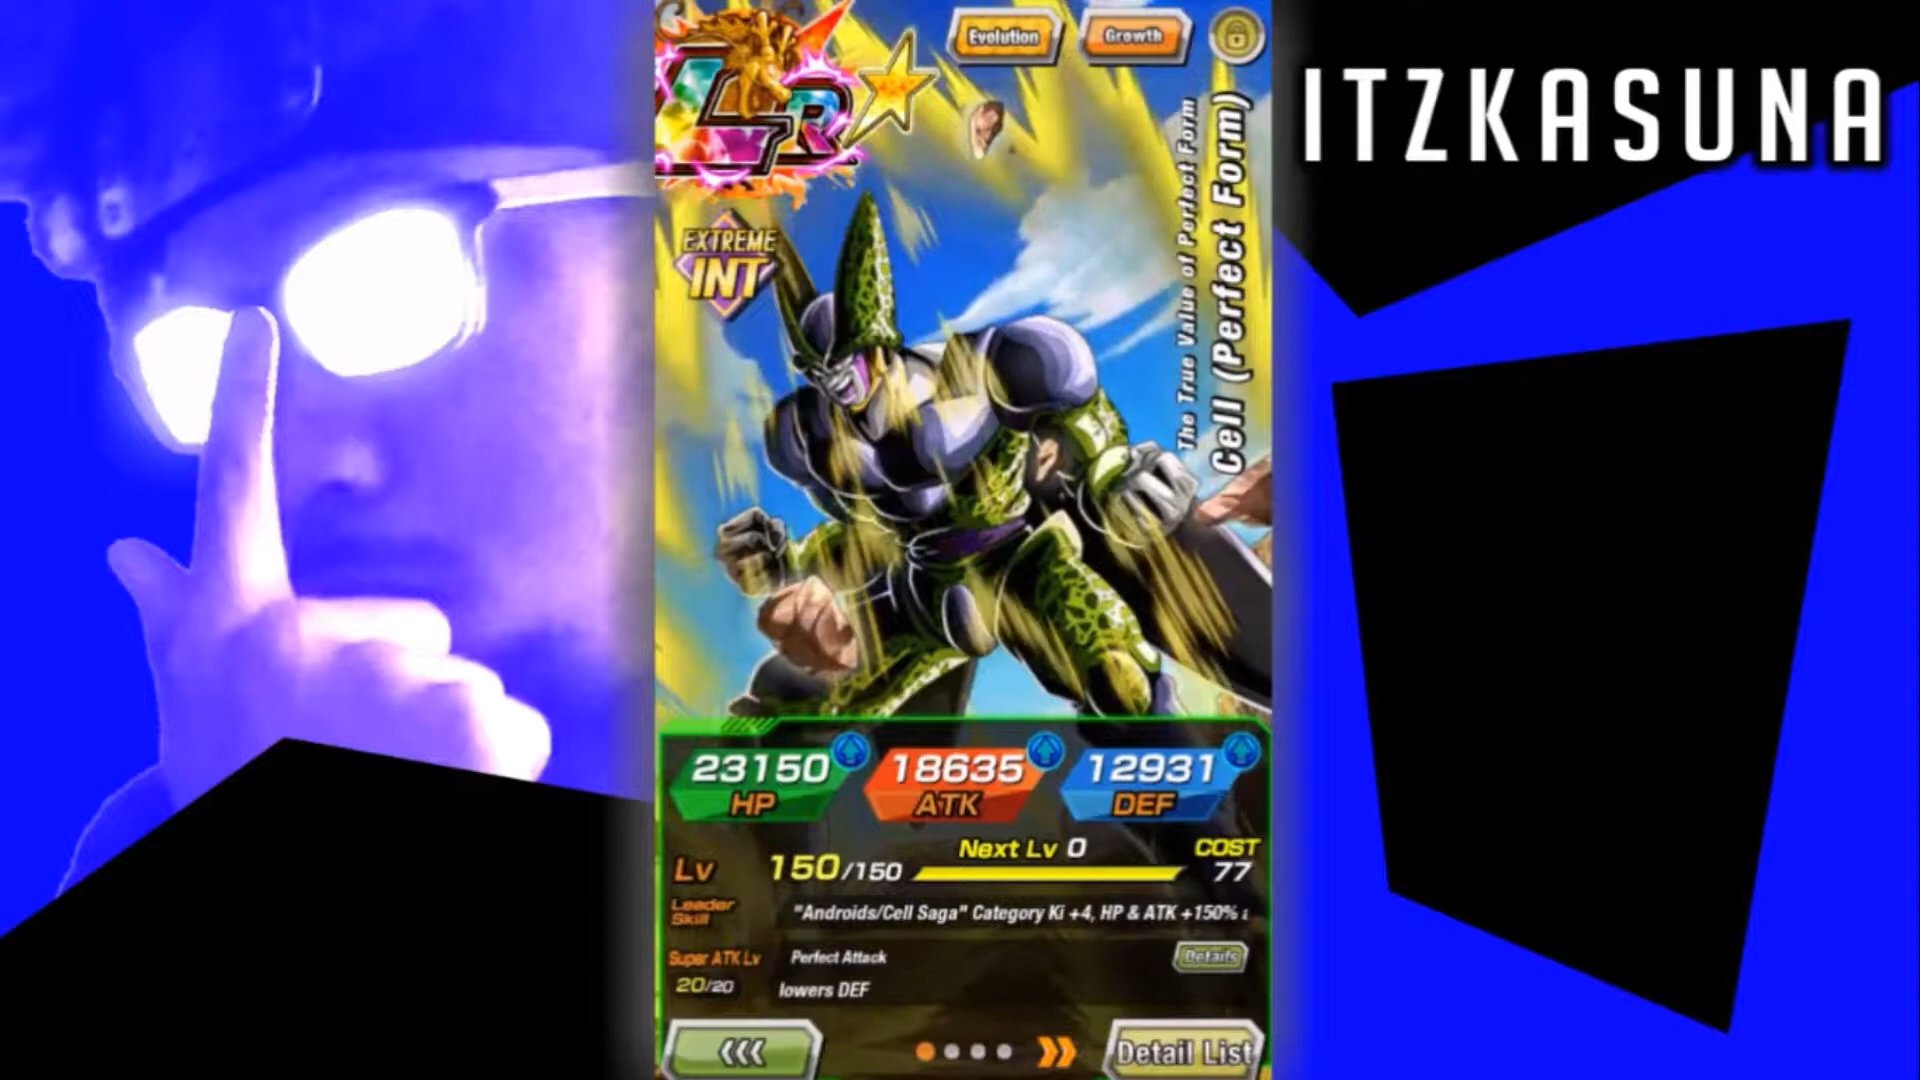 Evolution
Growth
ITZKASUNA
LR
EXTREME
INT
The True Value of Perfect Form
Cell (Perfect Form)
23150
HP
18635
ATK
12931
DEF
Next Lv 0
COST
Lv 150/150
77
Leader
Skill
"Androids/Cell Saga" Category Ki +4, HP & ATK +150%
Super ATK Lv
Perfect Attack
Details
20/20
lowers DEF
Detail List